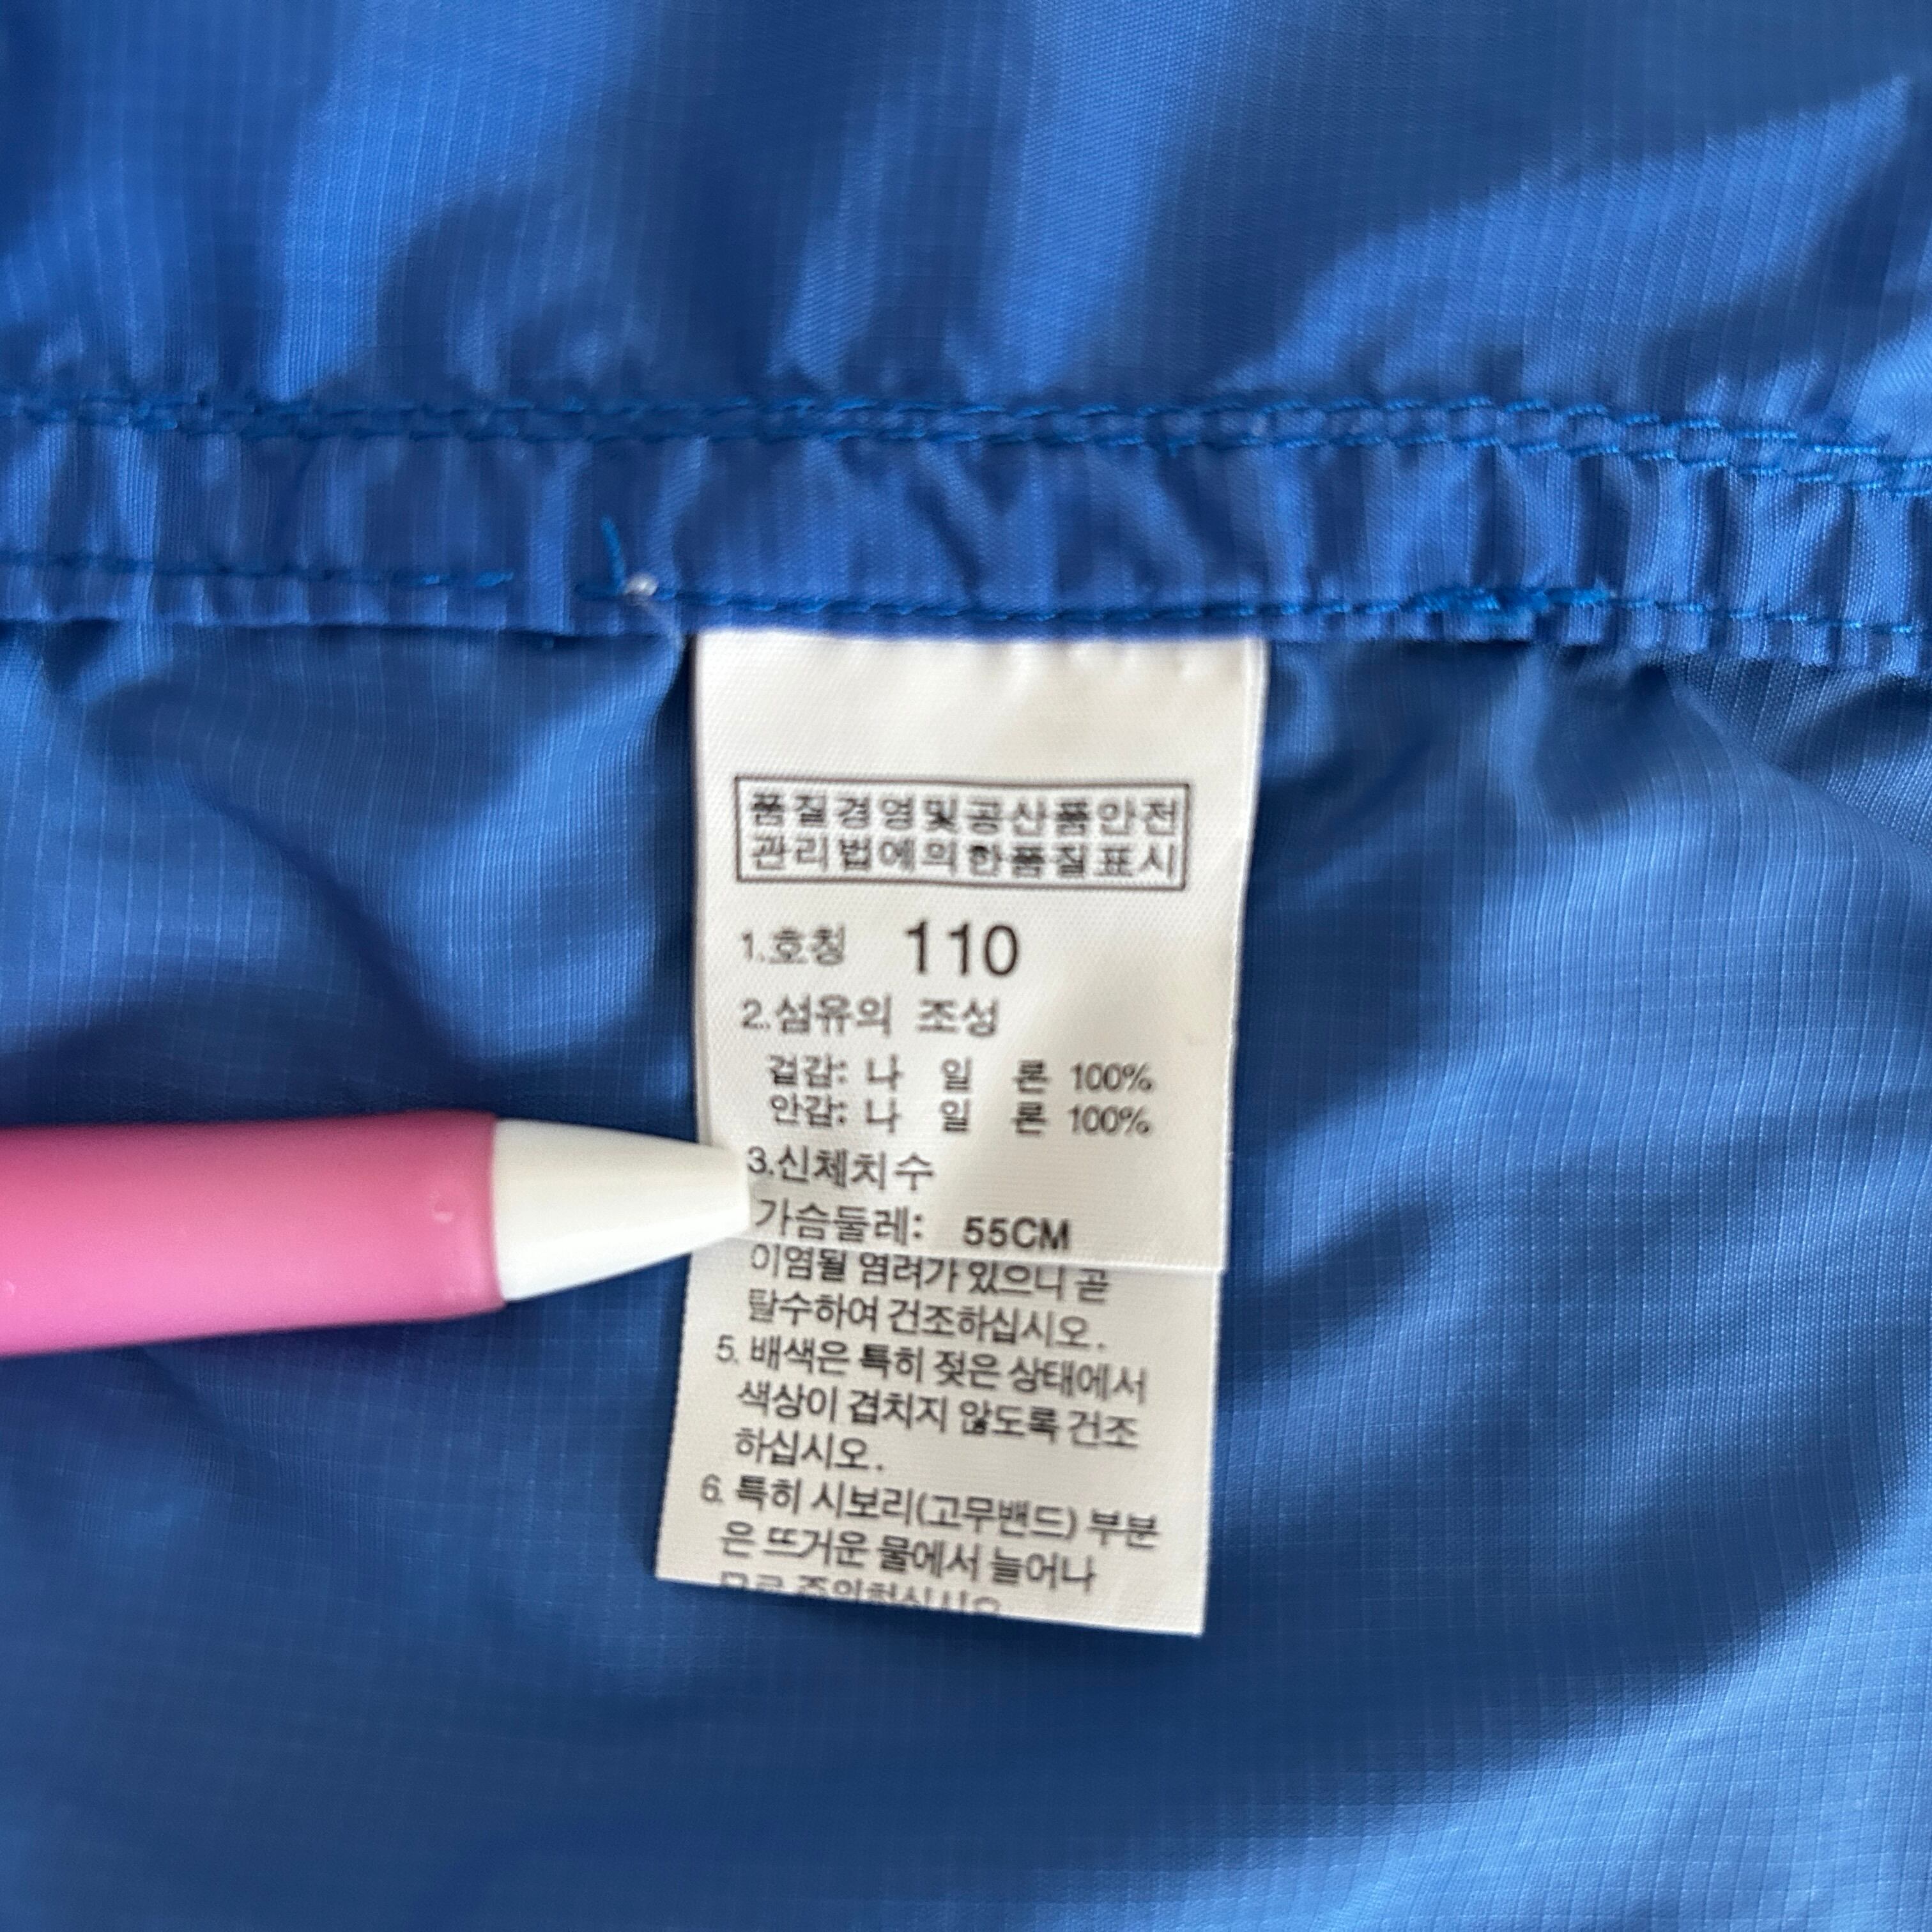 품질경영및공산품안전
관리법에의한품질표시
1.호칭 110
2.섬유의 조성
겉감: 나 일 론 100%
안감: 나 일 론 100%
3.신체치수
가슴둘레: 55CM
이염될 염려가 있으니 곧
탈수하여 건조하십시오.
5. 배색은 특히 젖은 상태에서
색상이 겹치지 않도록 건조
하십시오.
6. 특히 시보리(고무밴드) 부분
은 뜨거운 물에서 늘어나